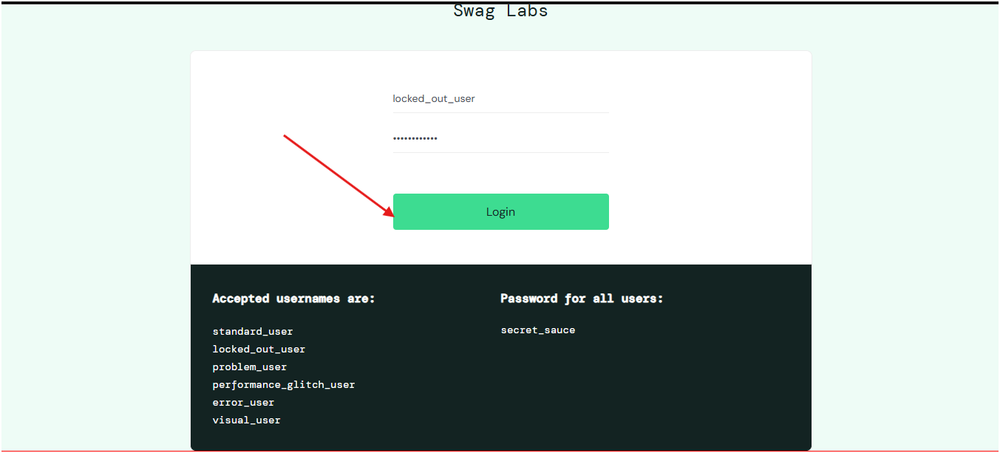 Swag Labs
locked_out_user
••••••••••••
Login
Accepted usernames are:
standard_user
locked_out_user
problem_user
performance_glitch_user
error_user
visual_user
Password for all users:
secret_sauce